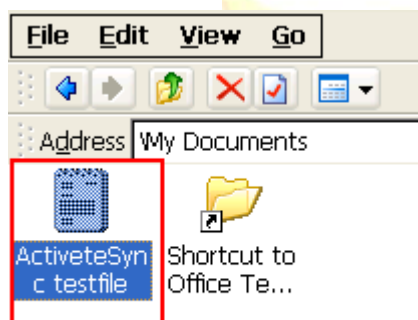 File Edit View Go
Address \My Documents
ActiveteSyn
c testfile
Shortcut to
Office Te...